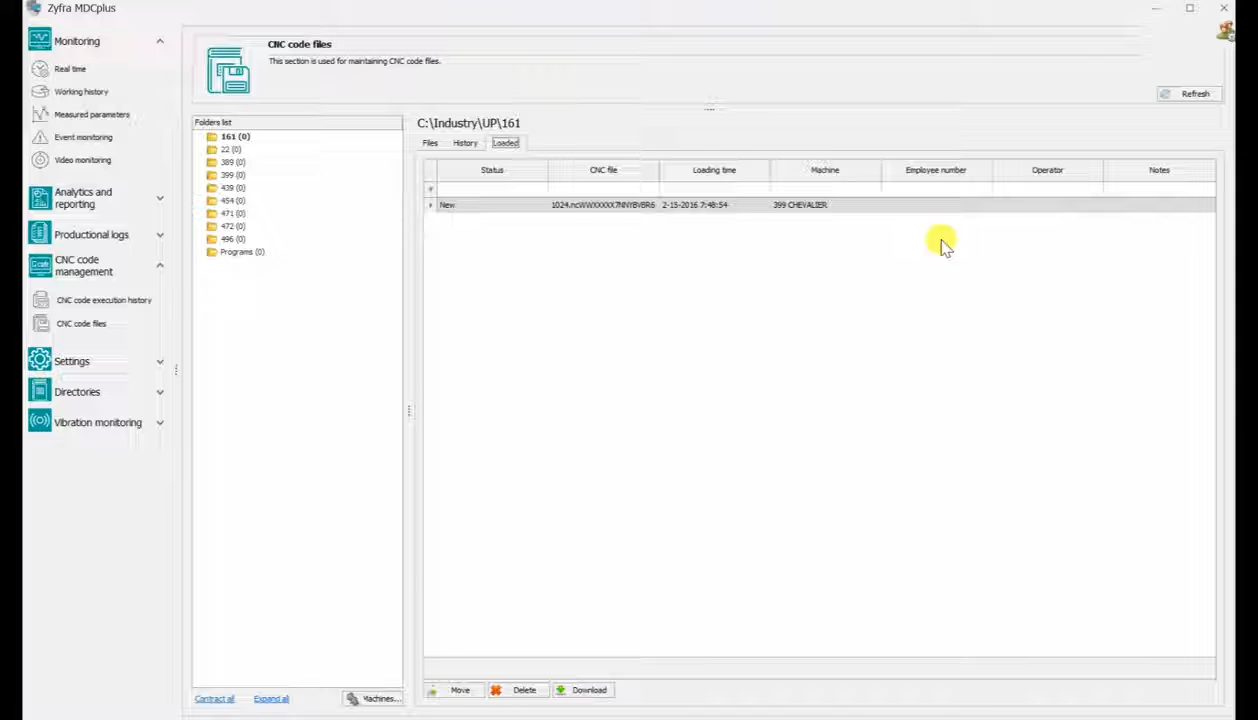 Zyfra MDCplus
Monitoring
Real time
Working history
Measured parameters
Event monitoring
Video monitoring
Analytics and
reporting
Productional logs
CNC code
management
CNC code execution history
CNC code files
Settings
Directories
Vibration monitoring
CNC code files
This section is used for maintaining CNC code files.
Refresh
Folders list
161 (0)
22 (0)
389 (0)
399 (0)
439 (0)
454 (0)
471 (0)
472 (0)
496 (0)
Programs (0)
Contract all
Expand all
Machines...
C:\Industry\UP\161
Files History Loaded
Status CNC file Loading time Machine Employee number Operator Notes
New 2-15-2016 7:48:54 399 CHEVALIER
Move Delete Download